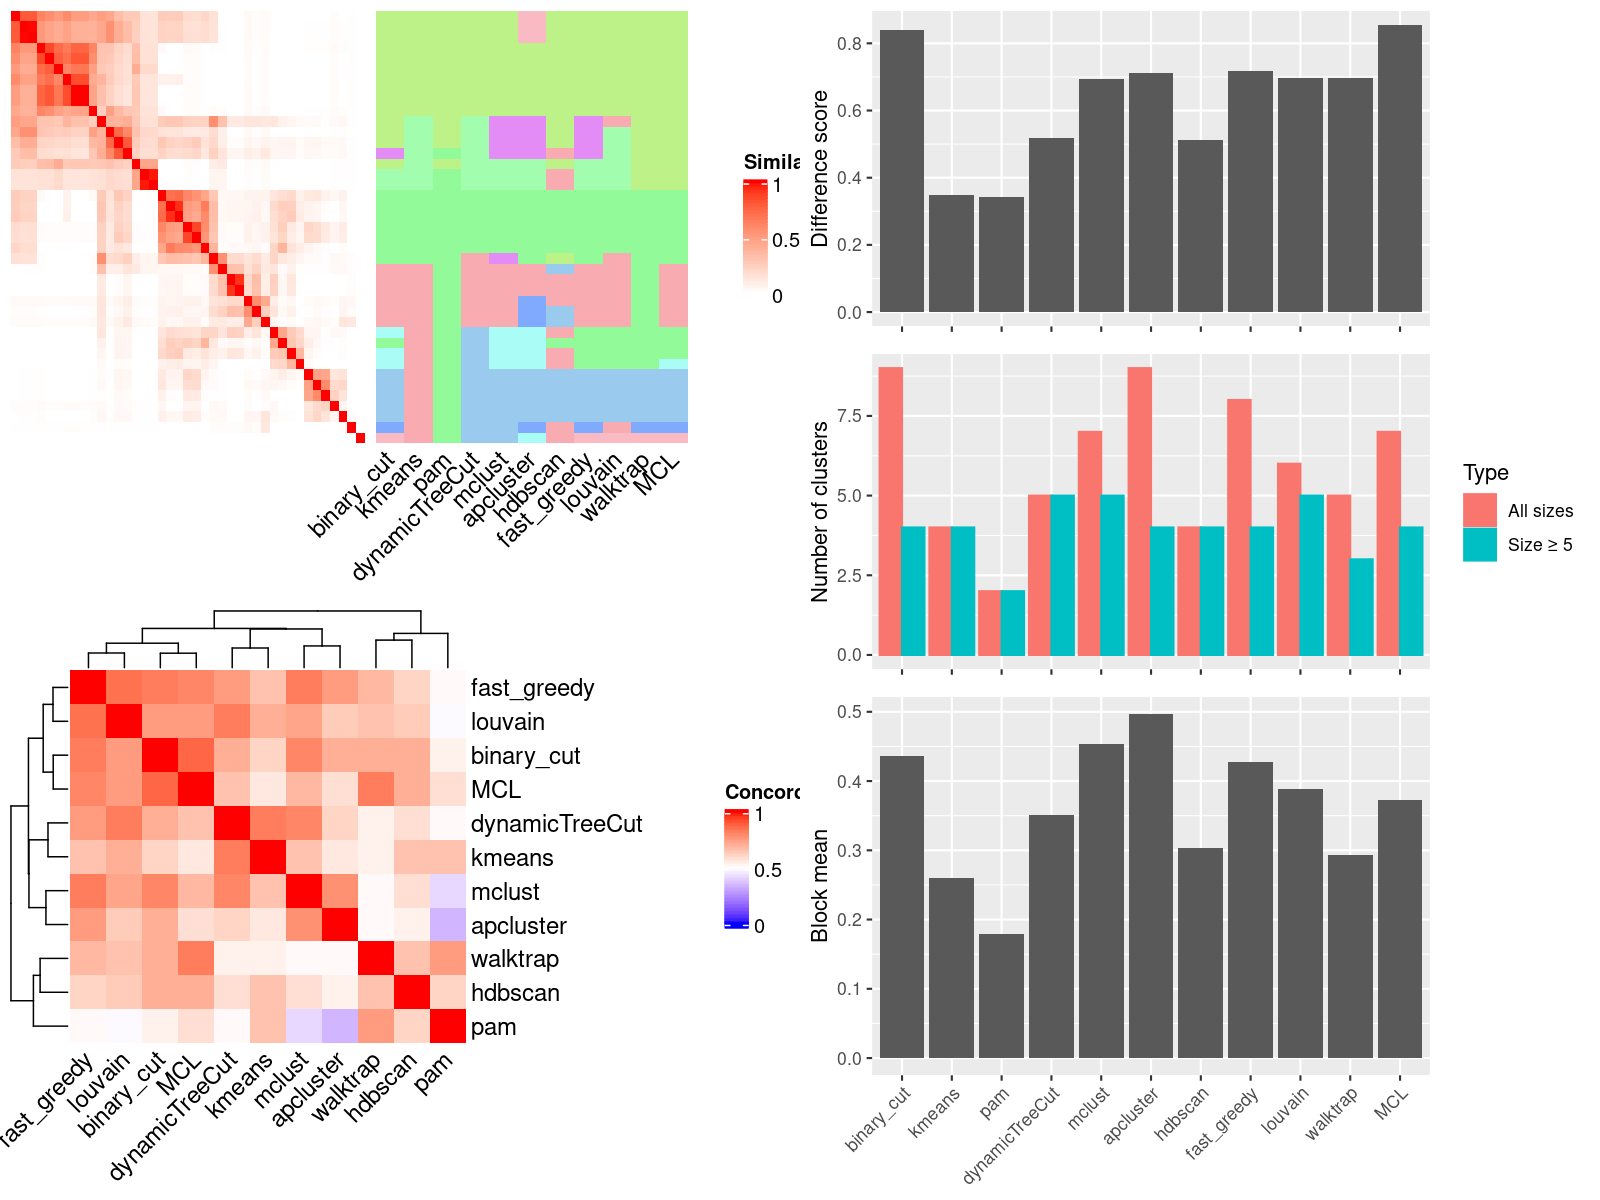 Simila
1
0.5
0
binary_cut
kmeans
pam
dynamicTreeCut
mclust
apcluster
hdbscan
fast_greedy
louvain
walktrap
MCL
fast_greedy
louvain
binary_cut
MCL
dynamicTreeCut
kmeans
mclust
apcluster
walktrap
hdbscan
pam
Concord
1
0.5
0
fast_greedy
louvain
binary_cut
MCL
dynamicTreeCut
kmeans
mclust
apcluster
walktrap
hdbscan
pam
Difference score
0.8
0.6
0.4
0.2
0.0
Number of clusters
7.5
5.0
2.5
0.0
Type
All sizes
Size ≥ 5
Block mean
0.5
0.4
0.3
0.2
0.1
0.0
binary_cut
kmeans
pam
dynamicTreeCut
mclust
apcluster
hdbscan
fast_greedy
louvain
walktrap
MCL